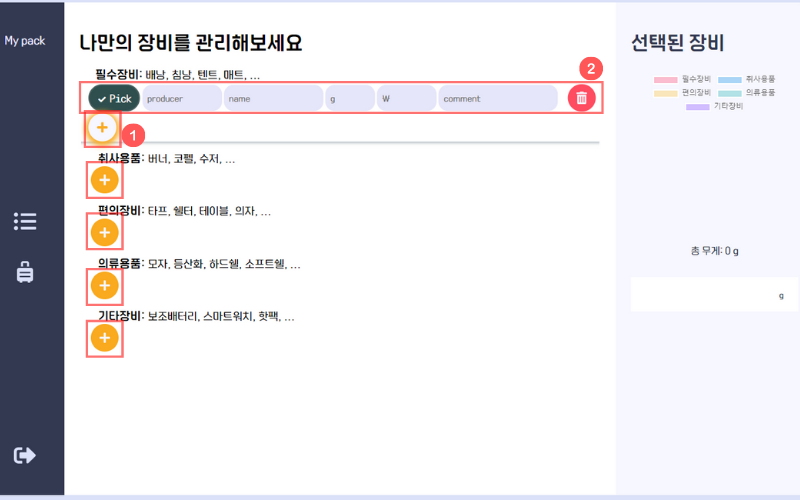 My pack
나만의 장비를 관리해보세요
필수장비: 배낭, 침낭, 텐트, 매트, ...
2
✓ Pick producer name g W comment
+ 1
취사용품: 버너, 코펠, 수저, ...
+
편의장비: 타프, 쉘터, 테이블, 의자, ...
+
의류용품: 모자, 등산화, 하드쉘, 소프트쉘, ...
+
기타장비: 보조배터리, 스마트워치, 핫팩, ...
+
선택된 장비
필수장비 취사용품
편의장비 의류용품
기타장비
총 무게: 0 g
g